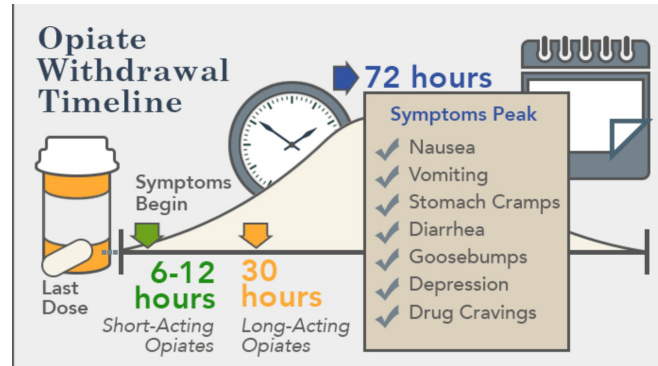 Opiate
Withdrawal
Timeline
72 hours
Symptoms Peak
Nausea
Vomiting
Stomach Cramps
Diarrhea
Goosebumps
Depression
Drug Cravings
Symptoms
Begin
Last
Dose
6-12
hours
Short-Acting
Opiates
30
hours
Long-Acting
Opiates